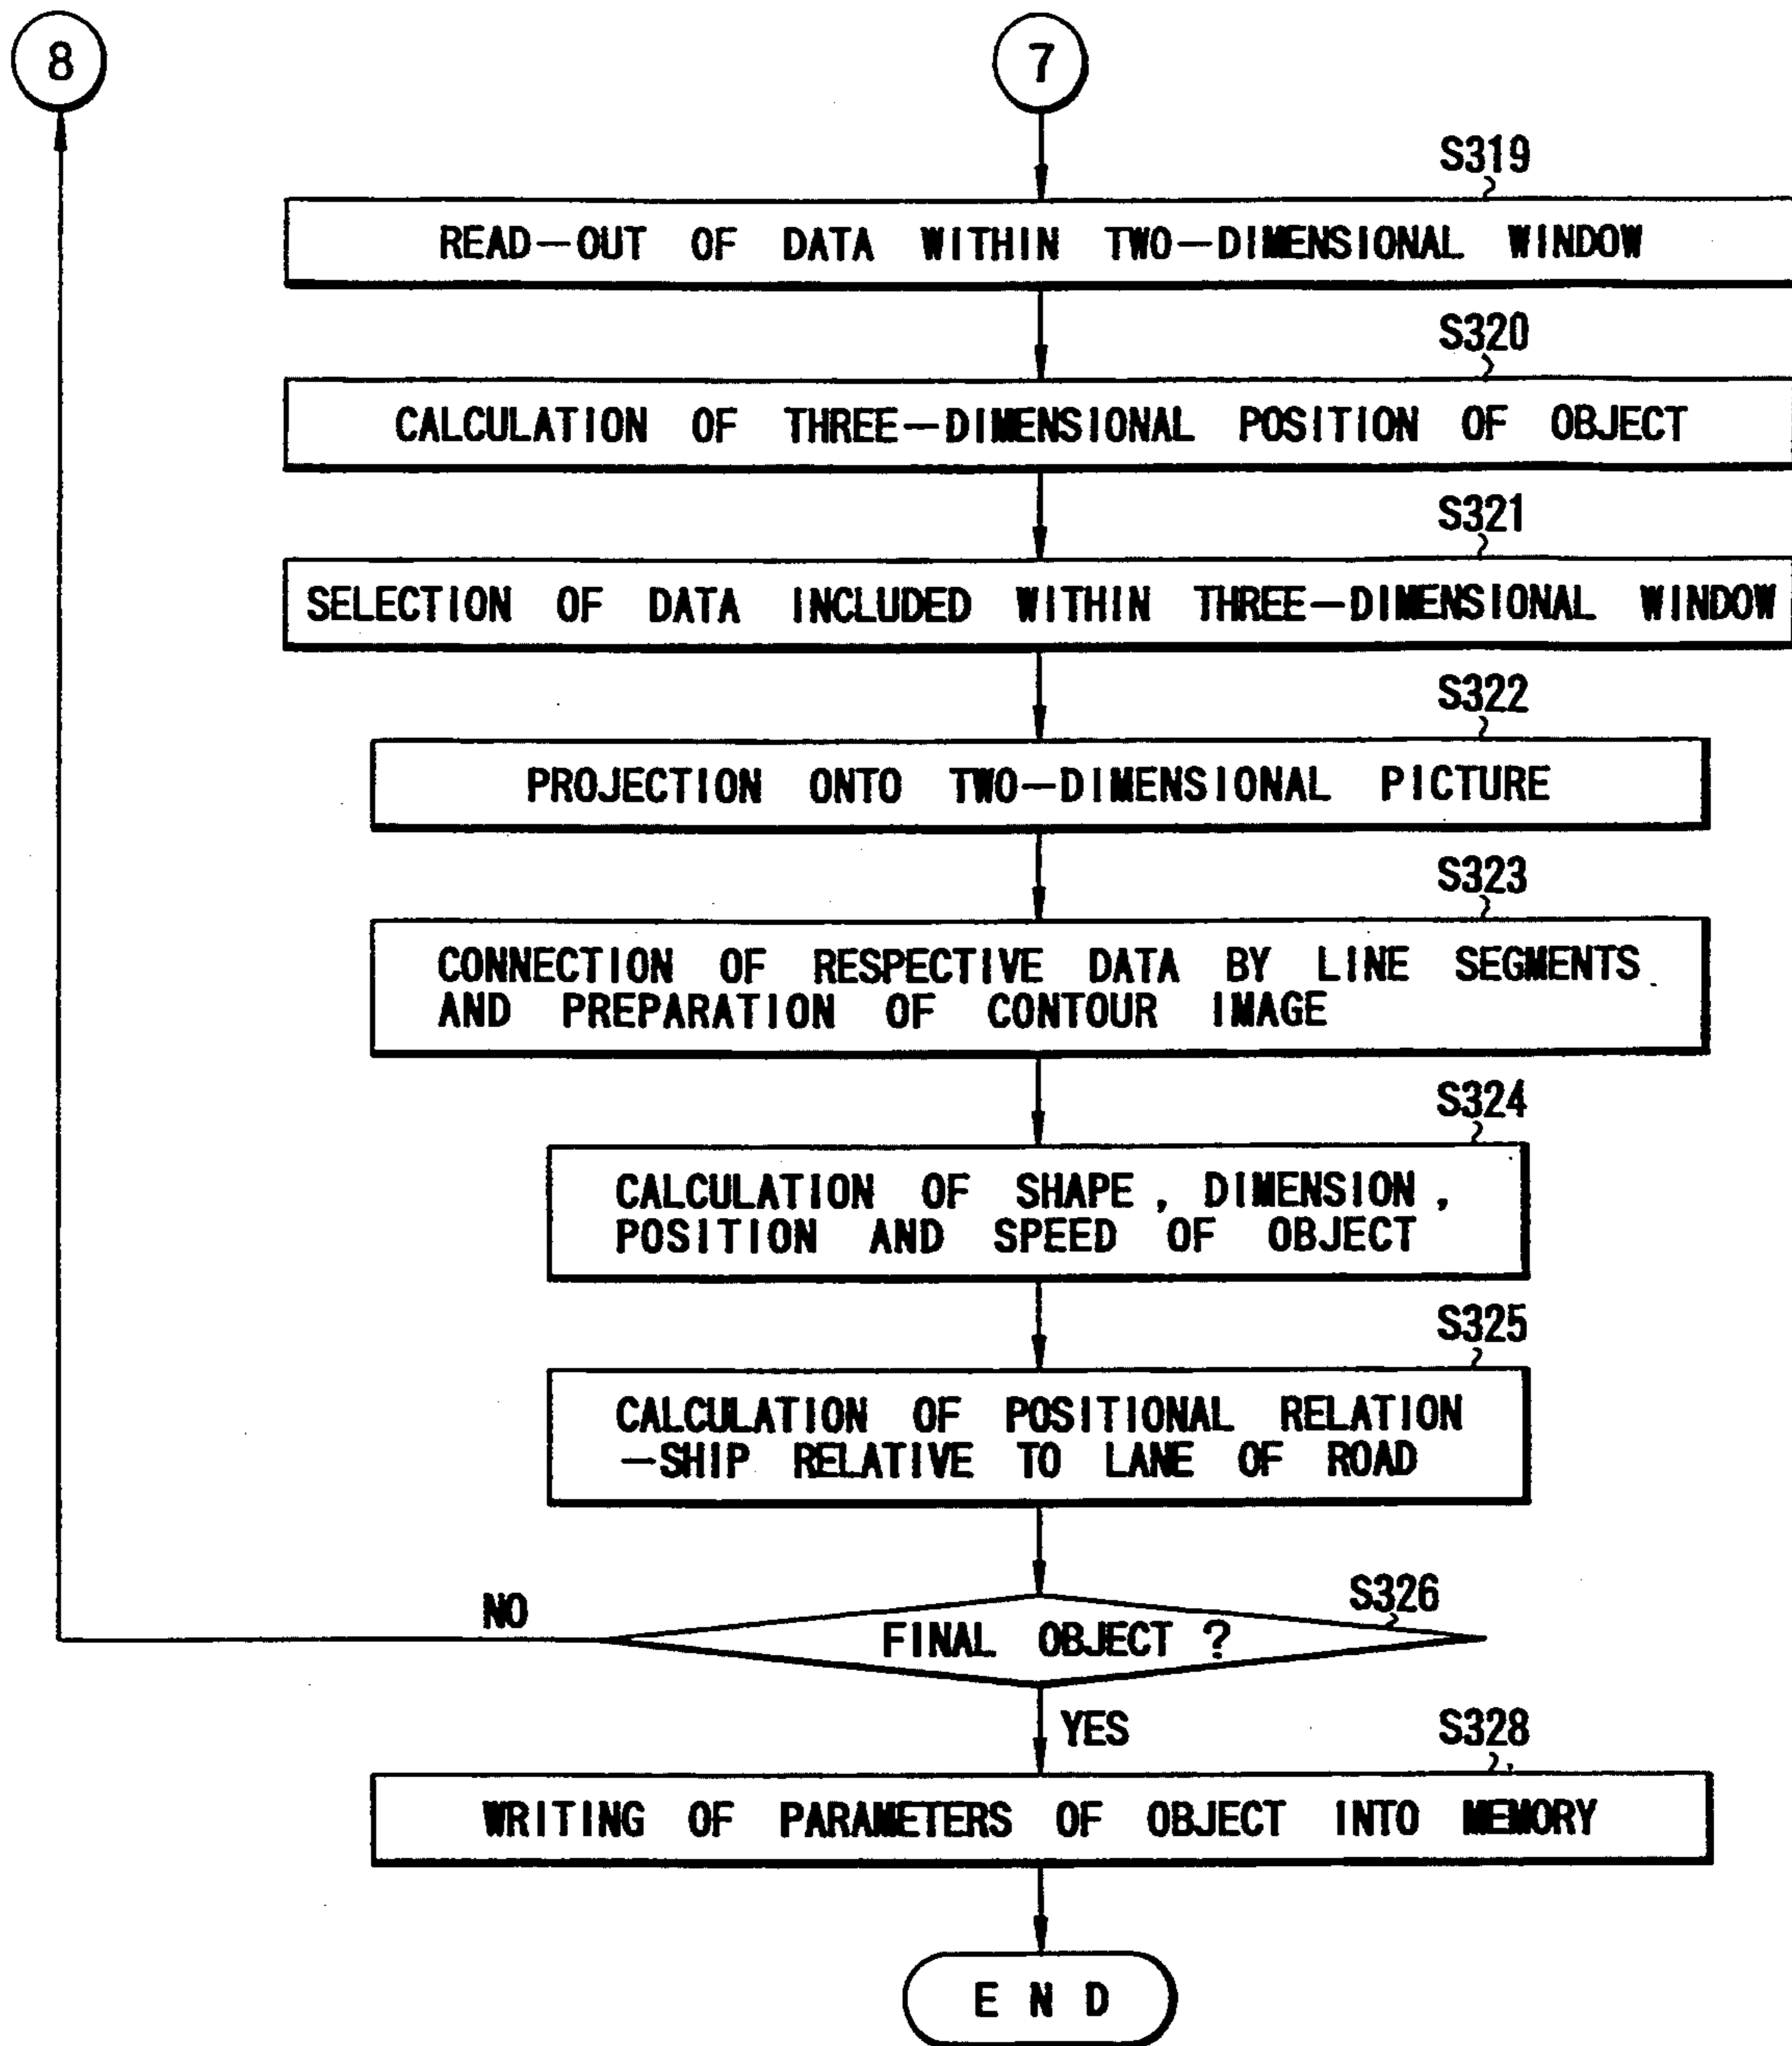 8
7
S319
READ-OUT OF DATA WITHIN TWO-DIMENSIONAL WINDOW
S320
CALCULATION OF THREE-DIMENSIONAL POSITION OF OBJECT
S321
SELECTION OF DATA INCLUDED WITHIN THREE-DIMENSIONAL WINDOW
S322
PROJECTION ONTO TWO-DIMENSIONAL PICTURE
S323
CONNECTION OF RESPECTIVE DATA BY LINE SEGMENTS
AND PREPARATION OF CONTOUR IMAGE
S324
CALCULATION OF SHAPE, DIMENSION,
POSITION AND SPEED OF OBJECT
S325
CALCULATION OF POSITIONAL RELATION
-SHIP RELATIVE TO LANE OF ROAD
S326
NO
FINAL OBJECT ?
YES
S328
WRITING OF PARAMETERS OF OBJECT INTO MEMORY
END